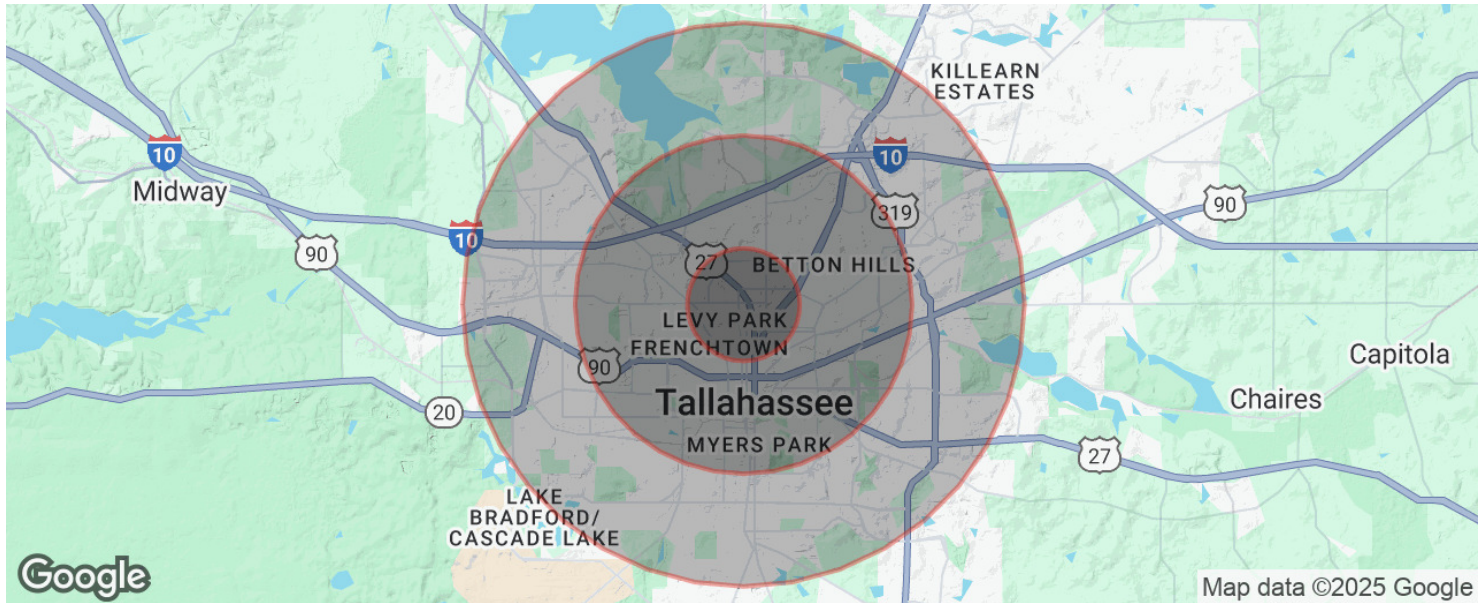 KILLEARN
ESTATES
10
10
Midway
90
319
10
90
27
BETTON HILLS
LEVY PARK
FRENCHTOWN
90
Capitola
Tallahassee
Chaires
20
MYERS PARK
27
LAKE
BRADFORD/
CASCADE LAKE
Google
Map data ©2025 Google